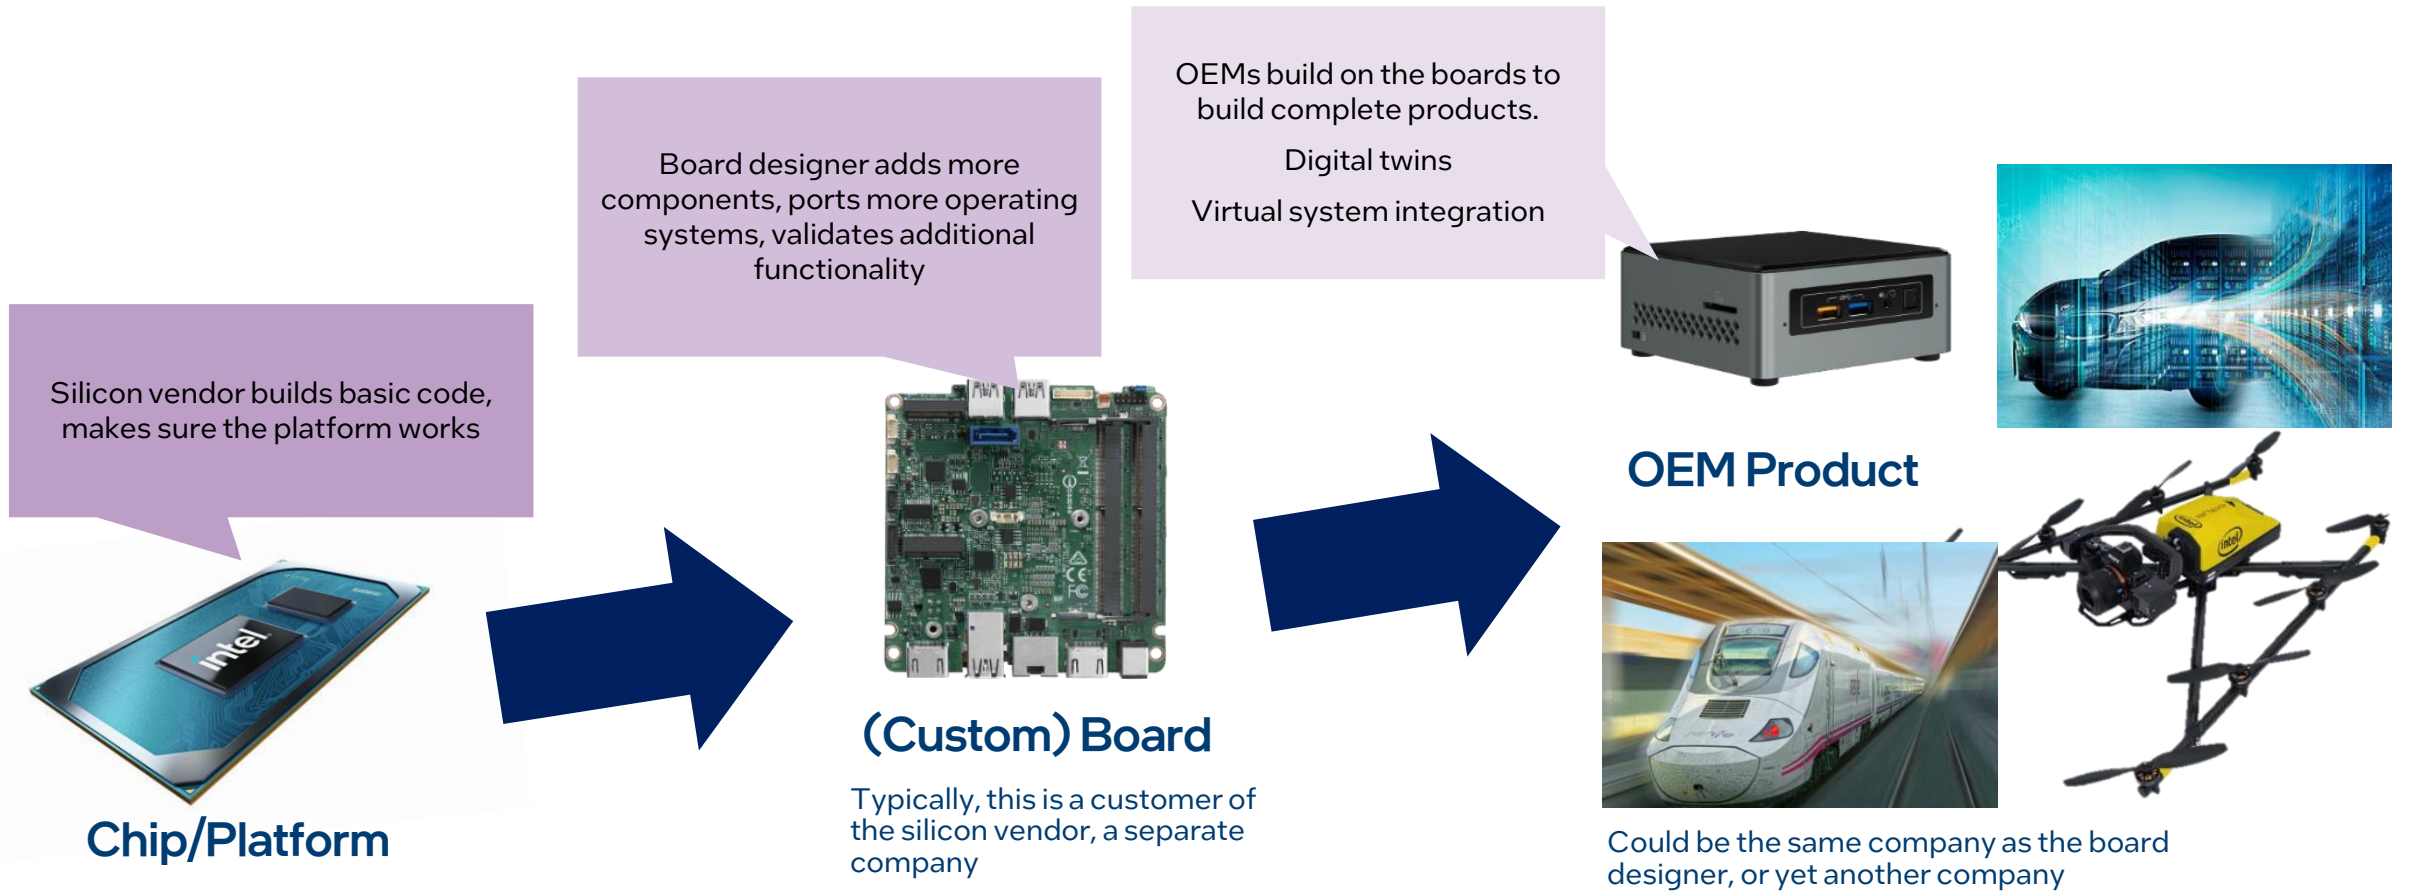 Silicon vendor builds basic code,
makes sure the platform works
intel
Chip/Platform
Board designer adds more
components, ports more operating
systems, validates additional
functionality
(Custom) Board
Typically, this is a customer of
the silicon vendor, a separate
company
OEMs build on the boards to
build complete products.
Digital twins
Virtual system integration
OEM Product
intel
intel
Could be the same company as the board
designer, or yet another company